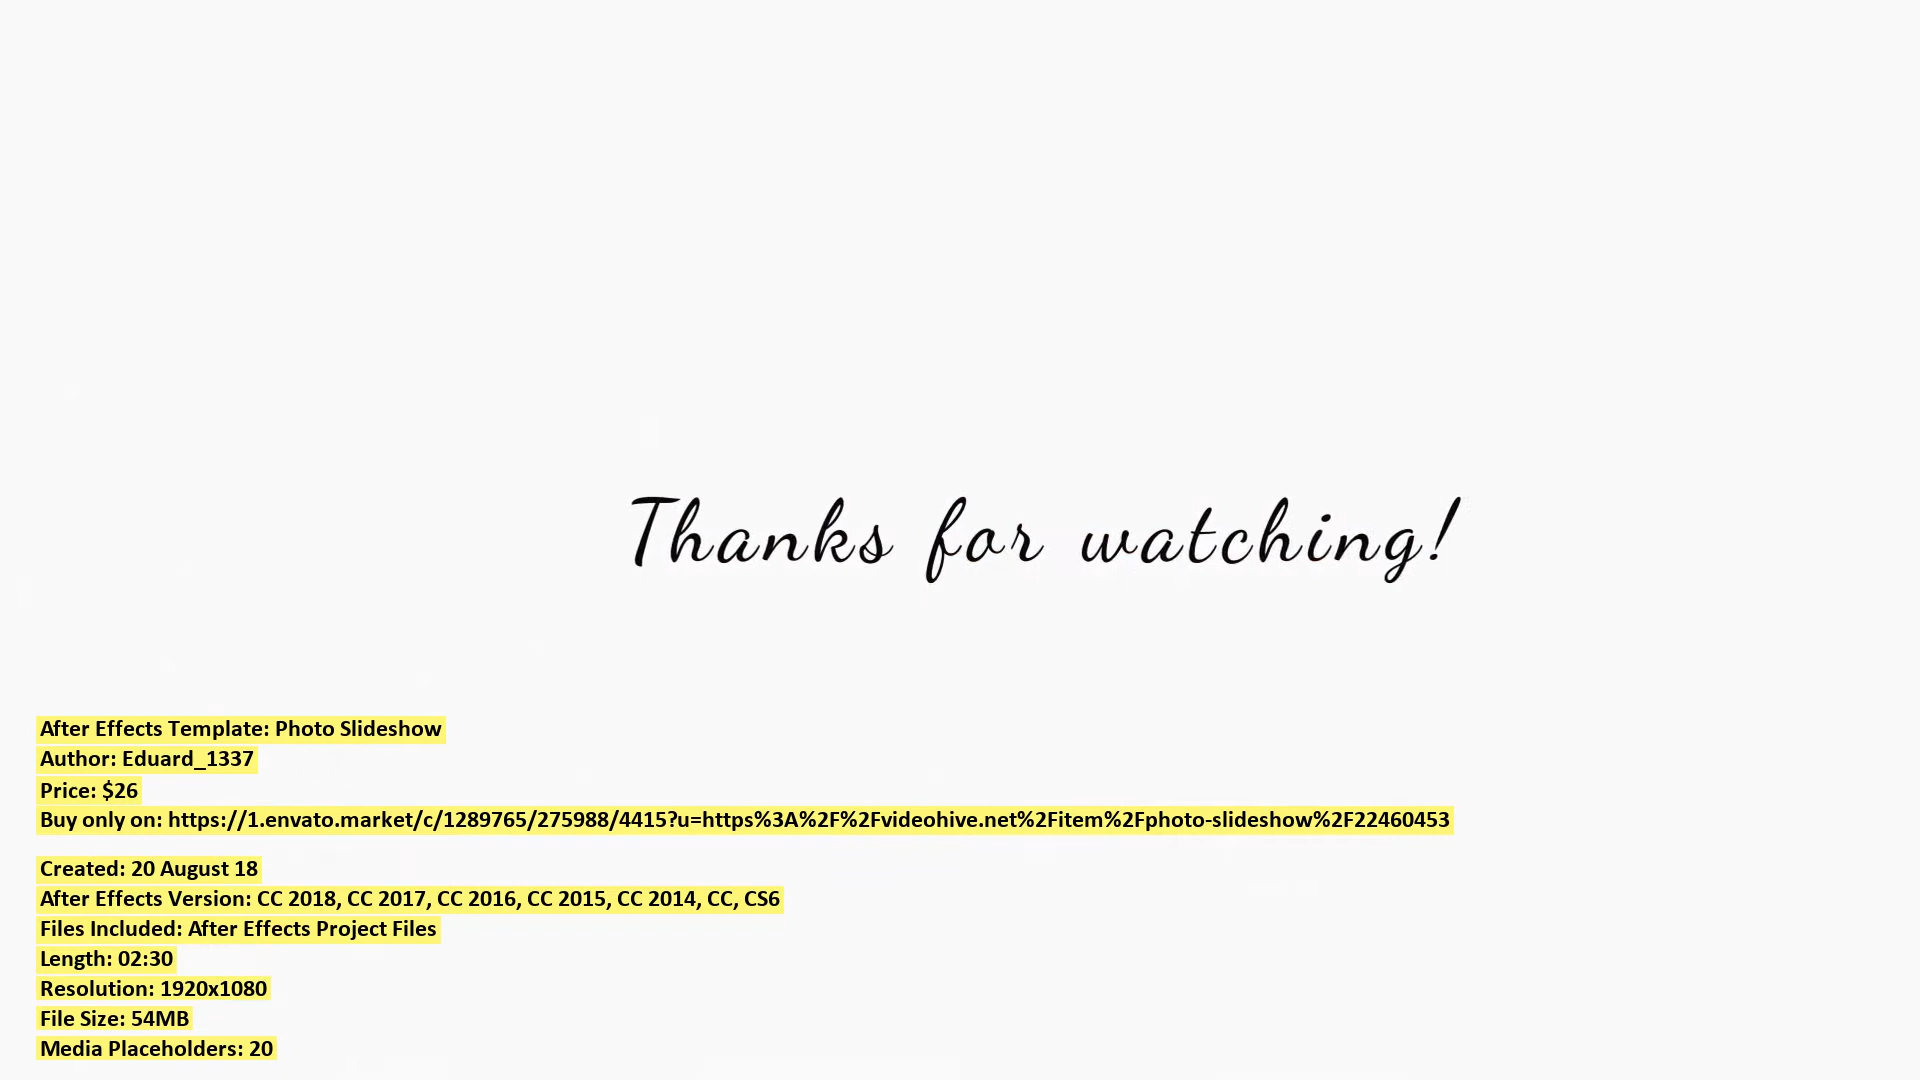 Thanks for watching!
After Effects Template: Photo Slideshow
Author: Eduard_1337
Price: $26
Buy only on: https://1.envato.market/c/1289765/275988/4415?u=https%3A%2F%2Fvideohive.net%2Fitem%2Fphoto-slideshow%2F22460453
Created: 20 August 18
After Effects Version: CC 2018, CC 2017, CC 2016, CC 2015, CC 2014, CC, CS6
Files Included: After Effects Project Files
Length: 02:30
Resolution: 1920x1080
File Size: 54MB
Media Placeholders: 20